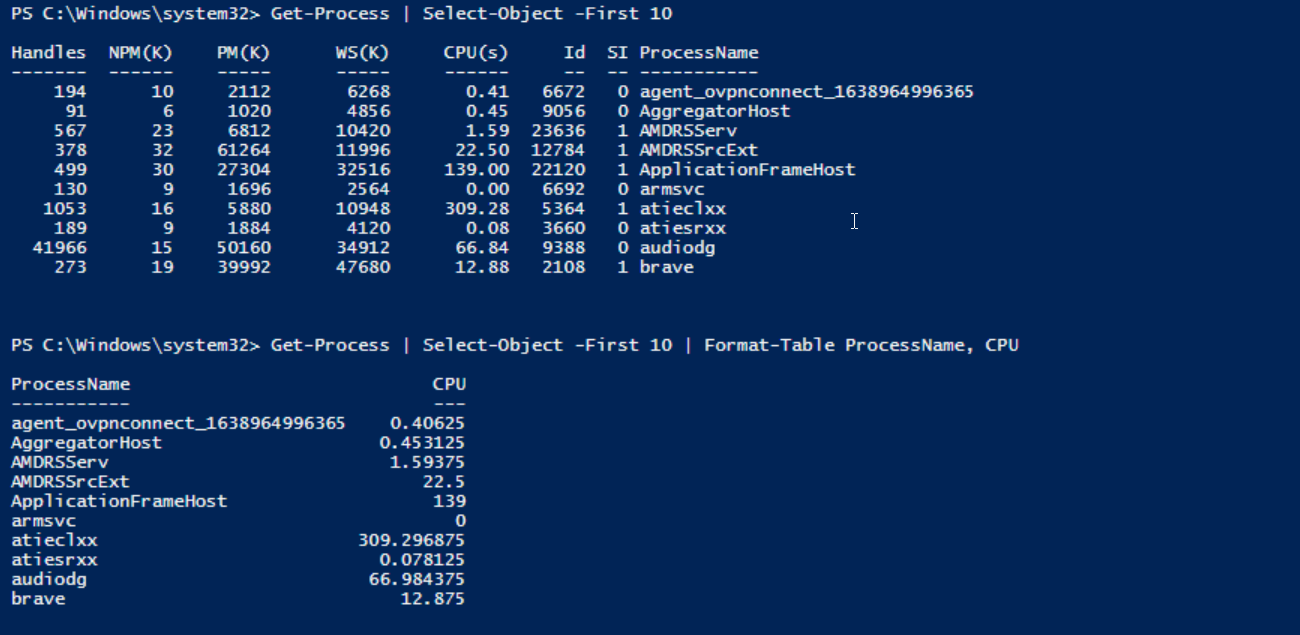 PS C:\Windows\system32> Get-Process | Select-Object -First 10
Handles  NPM(K)    PM(K)      WS(K)     CPU(s)     Id  SI ProcessName
-------  ------    -----      -----     ------     --  -- -----------
    194      10     2112       6268       0.41   6672   0 agent_ovpnconnect_1638964996365
     91       6     1020       4856       0.45   9056   0 AggregatorHost
    567      23     6812      10420       1.59  23636   1 AMDRSServ
    378      32    61264      11996      22.50  12784   1 AMDRSSrcExt
    499      30    27304      32516     139.00  22120   1 ApplicationFrameHost
    130       9     1696       2564       0.00   6692   0 armsvc
   1053      16     5880      10948     309.28   5364   1 atieclxx
    189       9     1884       4120       0.08   3660   0 atiesrxx
  41966      15    50160      34912      66.84   9388   0 audiodg
    273      19    39992      47680      12.88   2108   1 brave
PS C:\Windows\system32> Get-Process | Select-Object -First 10 | Format-Table ProcessName, CPU
ProcessName                            CPU
-----------                            ---
agent_ovpnconnect_1638964996365    0.40625
AggregatorHost                    0.453125
AMDRSServ                          1.59375
AMDRSSrcExt                           22.5
ApplicationFrameHost                   139
armsvc                                   0
atieclxx                        309.296875
atiesrxx                          0.078125
audiodg                          66.984375
brave                               12.875